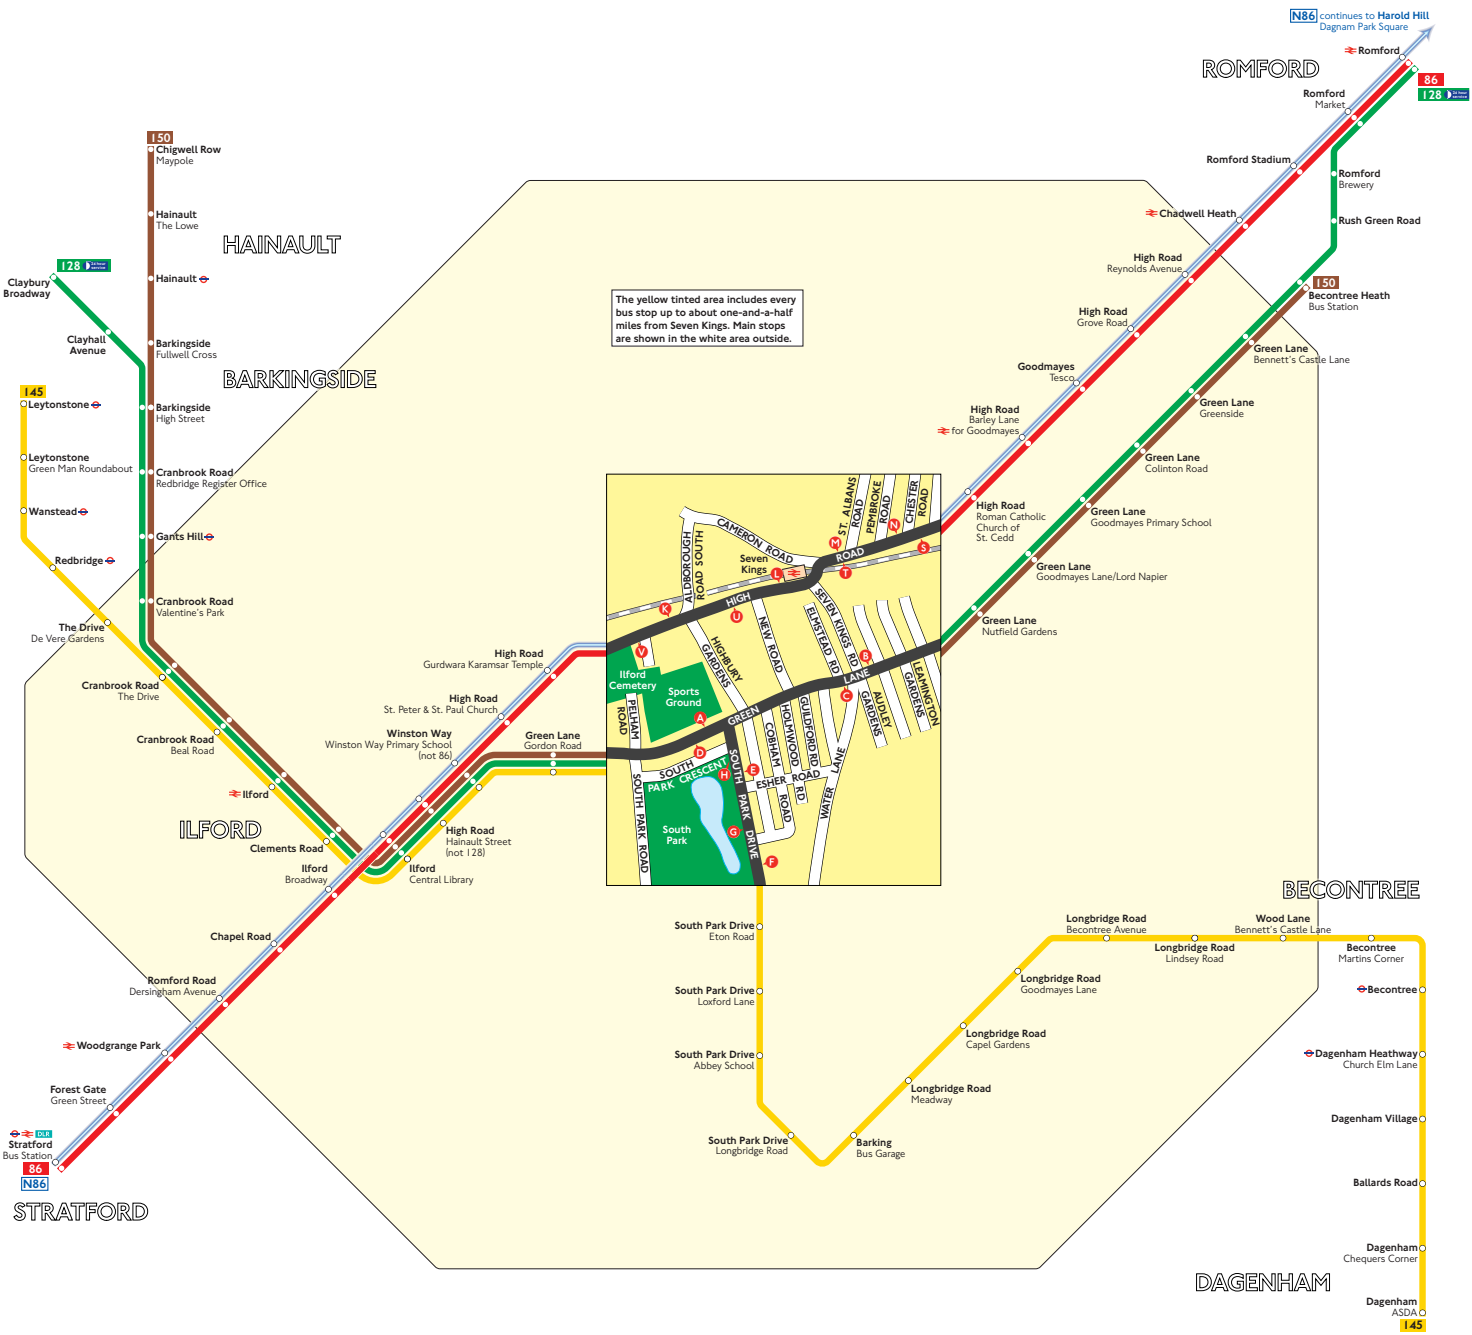 N86 continues to Harold Hill
Dagnam Park Square
Romford
ROMFORD
86
128 24 hour
service
Romford
Market
Romford Stadium
Romford
Brewery
Chadwell Heath
Rush Green Road
High Road
Reynolds Avenue
150
Becontree Heath
Bus Station
High Road
Grove Road
Green Lane
Bennett's Castle Lane
Goodmayes
Tesco
Green Lane
Greenside
High Road
Barley Lane
for Goodmayes
Green Lane
Colinton Road
High Road
Roman Catholic
Church of
St. Cedd
Green Lane
Goodmayes Primary School
Green Lane
Goodmayes Lane/Lord Napier
Green Lane
Nutfield Gardens
150
Chigwell Row
Maypole
Hainault
The Lowe
HAINAULT
128 24 hour
service
Claybury
Broadway
Hainault
Clayhall
Avenue
Barkingside
Fullwell Cross
BARKINGSIDE
145
Leytonstone
Barkingside
High Street
Leytonstone
Green Man Roundabout
Cranbrook Road
Redbridge Register Office
Wanstead
Gants Hill
Redbridge
Cranbrook Road
Valentine's Park
The Drive
De Vere Gardens
Cranbrook Road
The Drive
Cranbrook Road
Beal Road
Ilford
ILFORD
Clements Road
Ilford
Broadway
Chapel Road
Romford Road
Dersingham Avenue
Woodgrange Park
Forest Gate
Green Street
DLR
Stratford
Bus Station
86
N86
STRATFORD
The yellow tinted area includes every
bus stop up to about one-and-a-half
miles from Seven Kings. Main stops
are shown in the white area outside.
High Road
Gurdwara Karamsar Temple
High Road
St. Peter & St. Paul Church
Winston Way
Winston Way Primary School
(not 86)
Green Lane
Gordon Road
High Road
Hainault Street
(not 128)
Ilford
Central Library
ST. ALBANS
ROAD
PEMBROKE
ROAD
CHESTER
ROAD
CAMERON ROAD
ALDBOROUGH
ROAD SOUTH
Seven
Kings
HIGH
ROAD
M
N
S
L
T
K
U
V
SEVEN KINGS RD
ELMSTEAD RD
NEW ROAD
HIGHBURY
GARDENS
Ilford
Cemetery
Sports
Ground
PELHAM
ROAD
A
B
C
D
E
H
G
F
GREEN
LANE
AUDLEY
GARDENS
LEAMINGTON
GARDENS
GUILDFORD RD
HOLMWOOD
RD
COBHAM
ROAD
ESHER ROAD
WATER LANE
SOUTH
PARK CRESCENT
SOUTH PARK DRIVE
SOUTH PARK ROAD
South
Park
South Park Drive
Eton Road
South Park Drive
Loxford Lane
South Park Drive
Abbey School
South Park Drive
Longbridge Road
Barking
Bus Garage
Longbridge Road
Meadway
Longbridge Road
Capel Gardens
Longbridge Road
Goodmayes Lane
Longbridge Road
Becontree Avenue
Longbridge Road
Lindsey Road
Wood Lane
Bennett's Castle Lane
BECONTREE
Becontree
Martins Corner
Becontree
Dagenham Heathway
Church Elm Lane
Dagenham Village
Ballards Road
Dagenham
Chequers Corner
DAGENHAM
Dagenham
ASDA
145